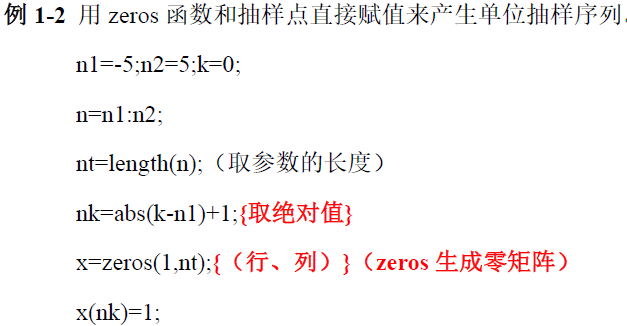 例 1-2 用 zeros 函数和抽样点直接赋值来产生单位抽样序列.
n1=-5;n2=5;k=0;
n=n1:n2;
nt=length(n);（取参数的长度）
nk=abs(k-n1)+1;{取绝对值}
x=zeros(1,nt);{（行、列）}（zeros 生成零矩阵）
x(nk)=1;